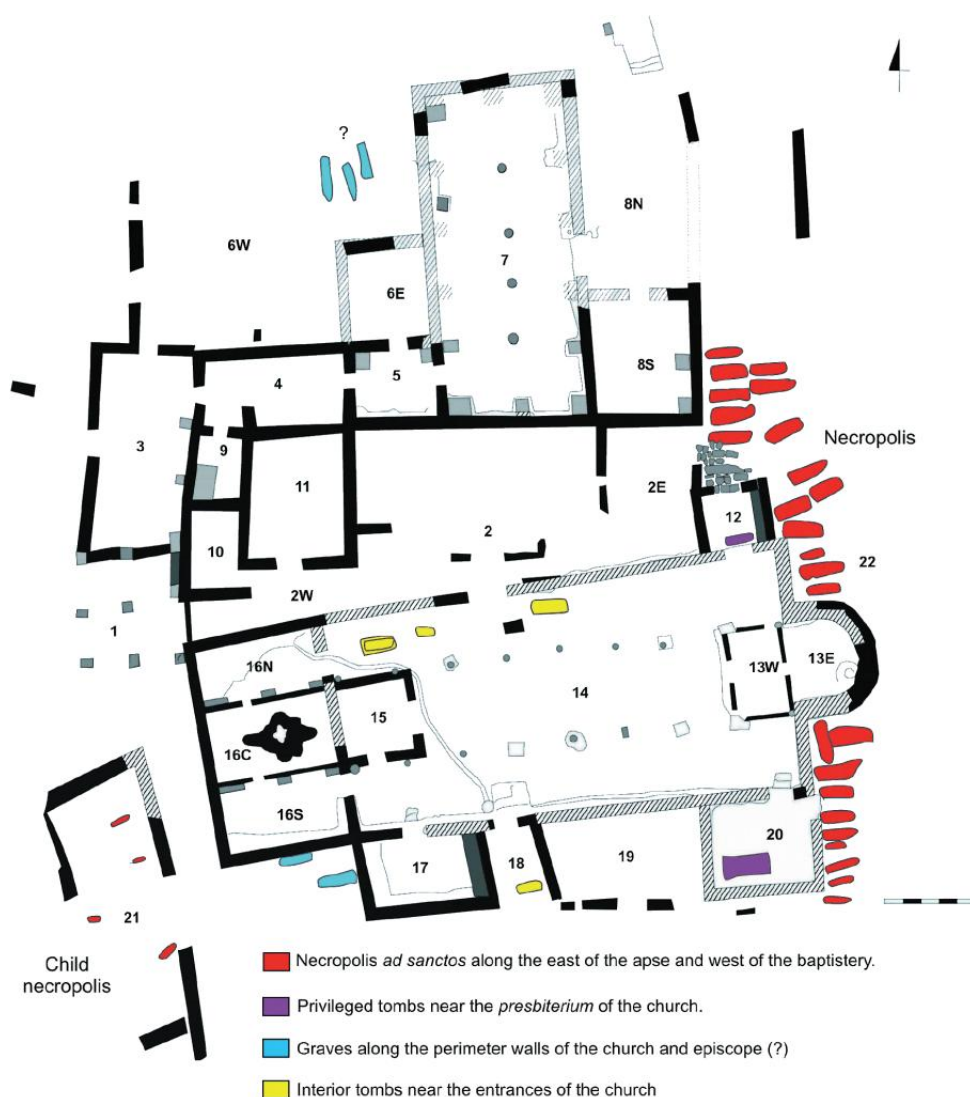 ?
8N
6W
7
6E
8S
5
4
Necropolis
3
9
2E
11
12
2
10
22
2W
1
13E
13W
16N
14
15
16C
16S
20
17
18
19
21
Child
necropolis
Necropolis ad sanctos along the east of the apse and west of the baptistery.
Privileged tombs near the presbiterium of the church.
Graves along the perimeter walls of the church and episcope (?)
Interior tombs near the entrances of the church